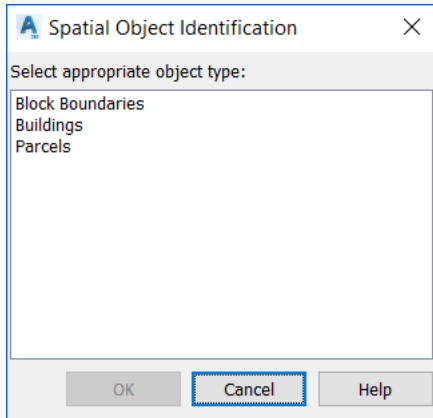 Spatial Object Identification
Select appropriate object type:
Block Boundaries
Buildings
Parcels
OK Cancel Help